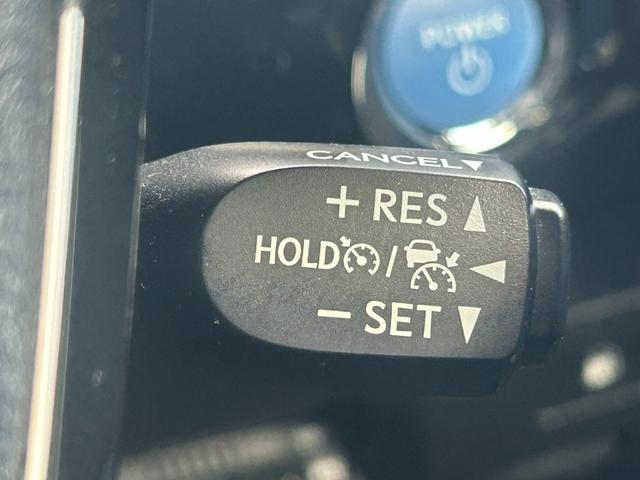 POWER
CANCEL▼
+ RES ▲
HOLD / ◀
− SET ▼